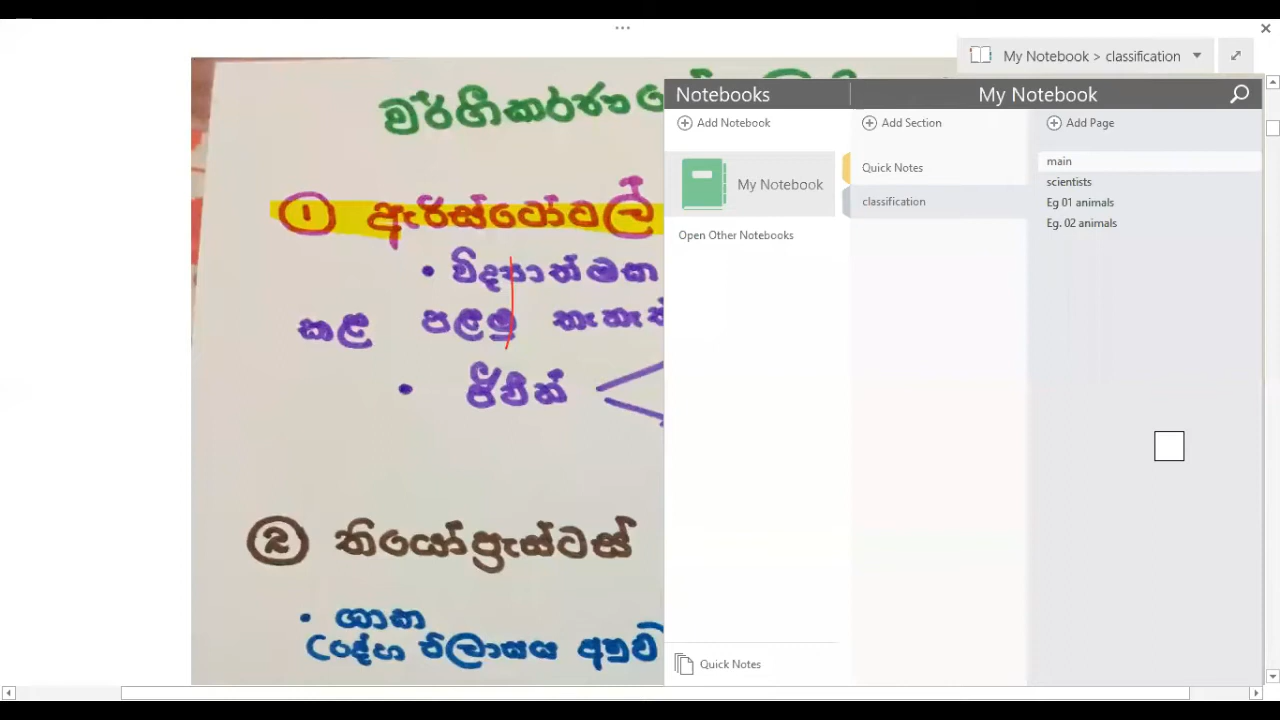 My Notebook > classification
Notebooks
My Notebook
Add Notebook
Add Section
Add Page
My Notebook
Quick Notes
classification
main
scientists
Eg 01 animals
Eg. 02 animals
Open Other Notebooks
Quick Notes
වර්ගීකරණ
① ඇරිස්ටෝටල්
• විද්‍යාත්මක
කළ පළමු තැනැත්
• ජීවීන්
② තියෝප්‍රැස්ටස්
• ශාක
(දේහ විලාසය අනුව